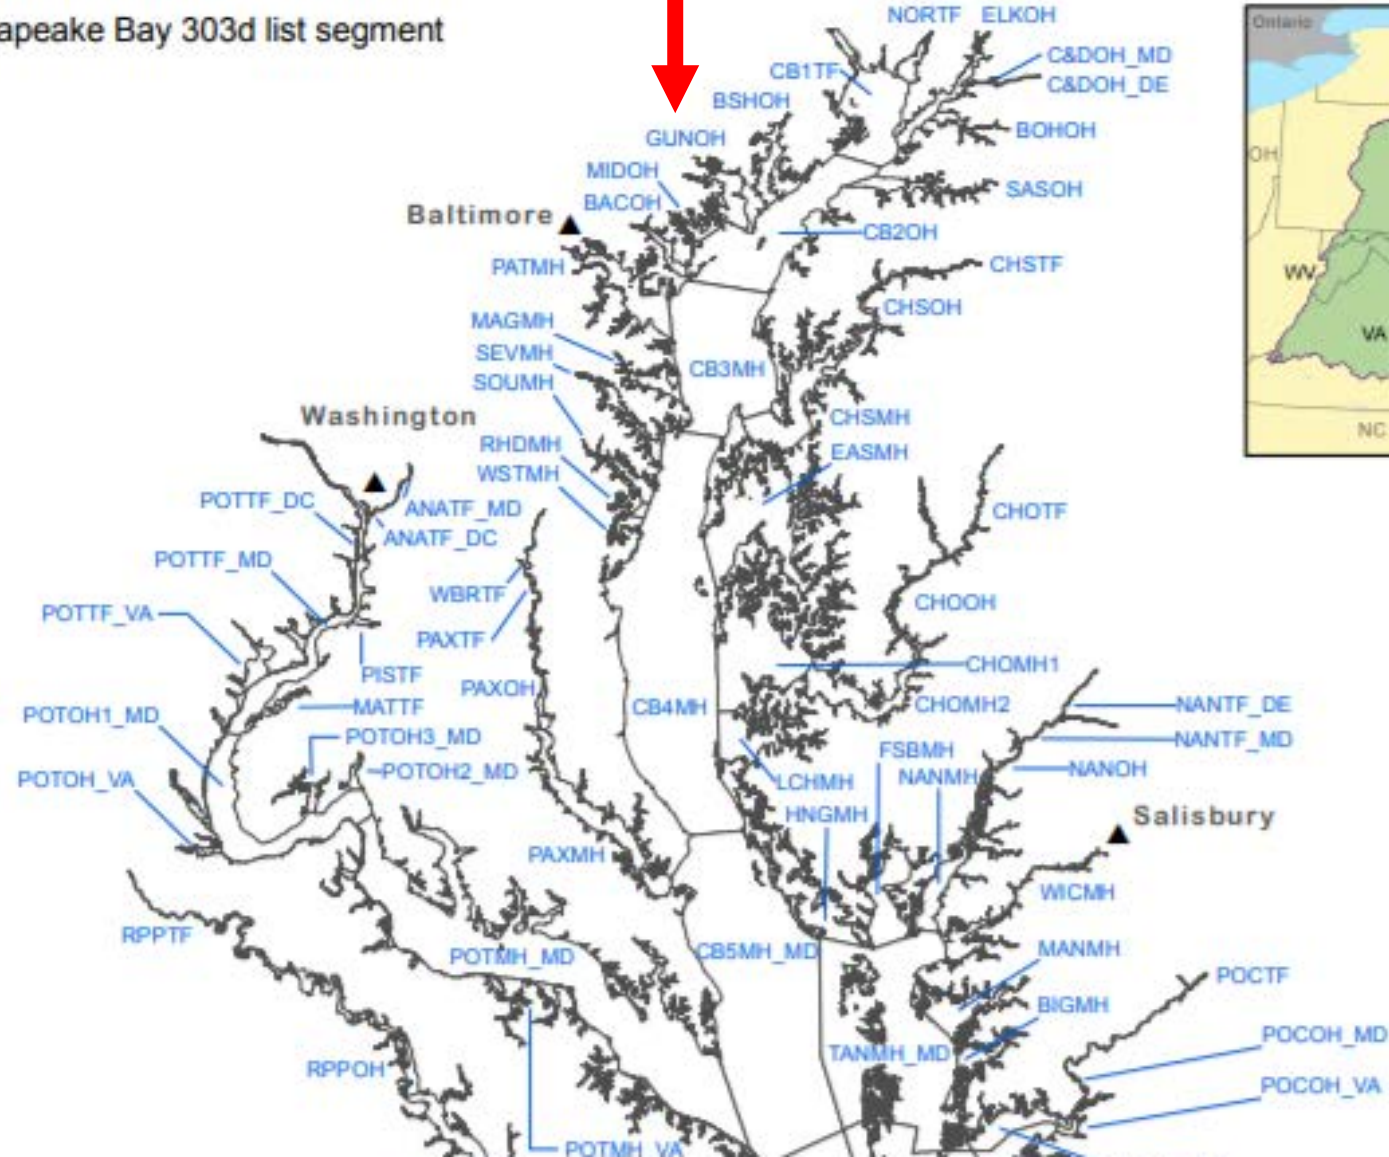 apeake Bay 303d list segment
NORTF
ELKOH
Ontario
C&DOH_MD
CB1TF
C&DOH_DE
BSHOH
BOHOH
GUNOH
OH
MIDOH
SASOH
BACOH
Baltimore
CB2OH
PATMH
CHSTF
WV
CHSOH
MAGMH
VA
SEVMH
CB3MH
SOUMH
Washington
CHSMH
NC
RHDMH
EASMH
WSTMH
POTTF_DC
ANATF_MD
CHOTF
ANATF_DC
POTTF_MD
WBRTF
CHOOH
POTTF_VA
PAXTF
CHOMH1
PISTF
PAXOH
MATTF
CB4MH
CHOMH2
NANTF_DE
POTOH1_MD
POTOH3_MD
NANTF_MD
FSBMH
POTOH2_MD
NANMH
NANOH
POTOH_VA
LCHMH
HNGMH
Salisbury
PAXMH
WICMH
RPPTF
POTMH_MD
CB5MH_MD
MANMH
POCTF
BIGMH
POCOH_MD
TANMH_MD
RPPOH
POCOH_VA
POTMH_VA